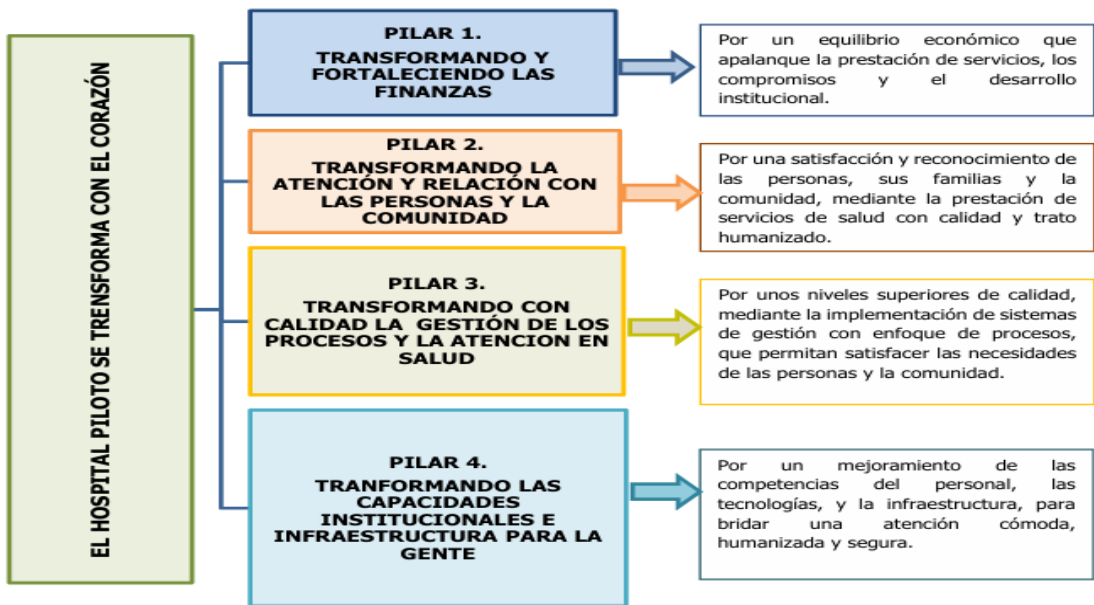 EL HOSPITAL PILOTO SE TRENSFORMA CON EL CORAZÓN
PILAR 1.
TRANSFORMANDO Y
FORTALECIENDO LAS
FINANZAS
Por un equilibrio económico que
apalanque la prestación de servicios, los
compromisos y el desarrollo
institucional.
PILAR 2.
TRANSFORMANDO LA
ATENCIÓN Y RELACIÓN CON
LAS PERSONAS Y LA
COMUNIDAD
Por una satisfacción y reconocimiento de
las personas, sus familias y la
comunidad, mediante la prestación de
servicios de salud con calidad y trato
humanizado.
PILAR 3.
TRANSFORMANDO CON
CALIDAD LA GESTIÓN DE LOS
PROCESOS Y LA ATENCION EN
SALUD
Por unos niveles superiores de calidad,
mediante la implementación de sistemas
de gestión con enfoque de procesos,
que permitan satisfacer las necesidades
de las personas y la comunidad.
PILAR 4.
TRANFORMANDO LAS
CAPACIDADES
INSTITUCIONALES E
INFRAESTRUCTURA PARA LA
GENTE
Por un mejoramiento de las
competencias del personal, las
tecnologías, y la infraestructura, para
bridar una atención cómoda,
humanizada y segura.